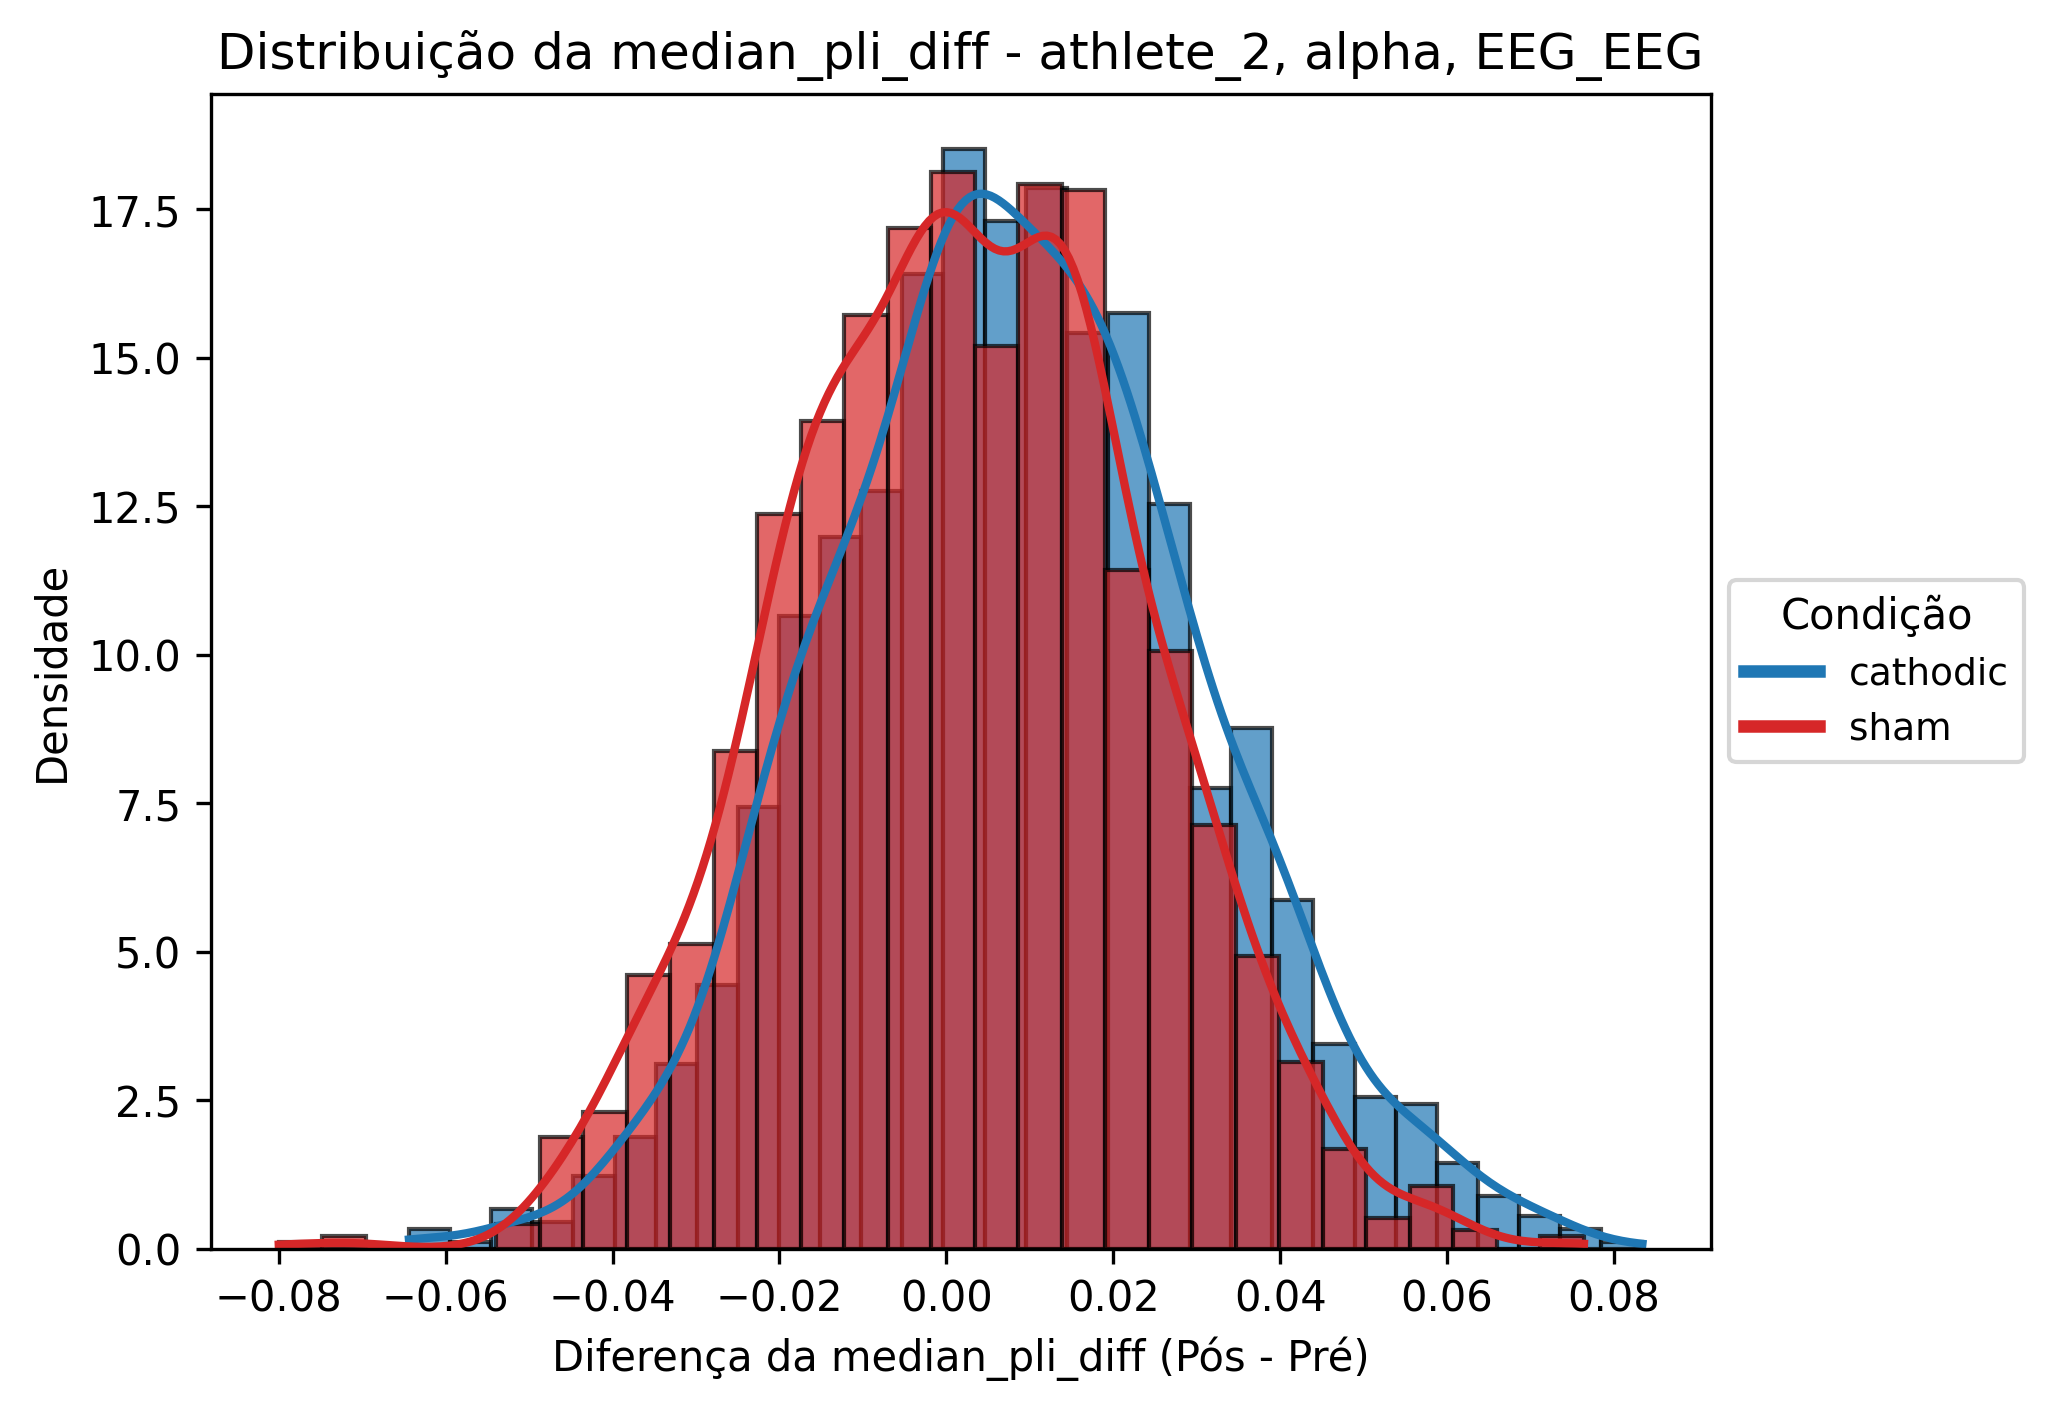 Distribuição da median_pli_diff - athlete_2, alpha, EEG_EEG
Densidade
17.5
15.0
12.5
10.0
7.5
5.0
2.5
0.0
−0.08 −0.06 −0.04 −0.02 0.00 0.02 0.04 0.06 0.08
Diferença da median_pli_diff (Pós - Pré)
Condição
cathodic
sham